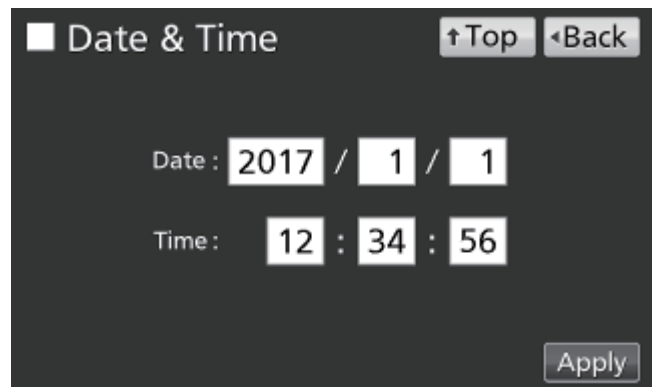 Date & Time ↑Top ◂Back
Date : 2017 / 1 / 1
Time : 12 : 34 : 56
Apply